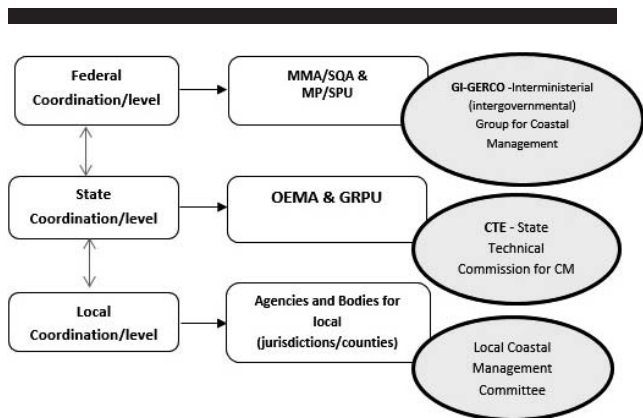 Federal
Coordination/level
MMA/SQA &
MP/SPU
GI-GERCO -Interministerial
(intergovernmental)
Group for Coastal
Management
State
Coordination/level
OEMA & GRPU
CTE - State
Technical
Commission for CM
Local
Coordination/level
Agencies and Bodies for
local
(jurisdictions/counties)
Local Coastal
Management
Committee